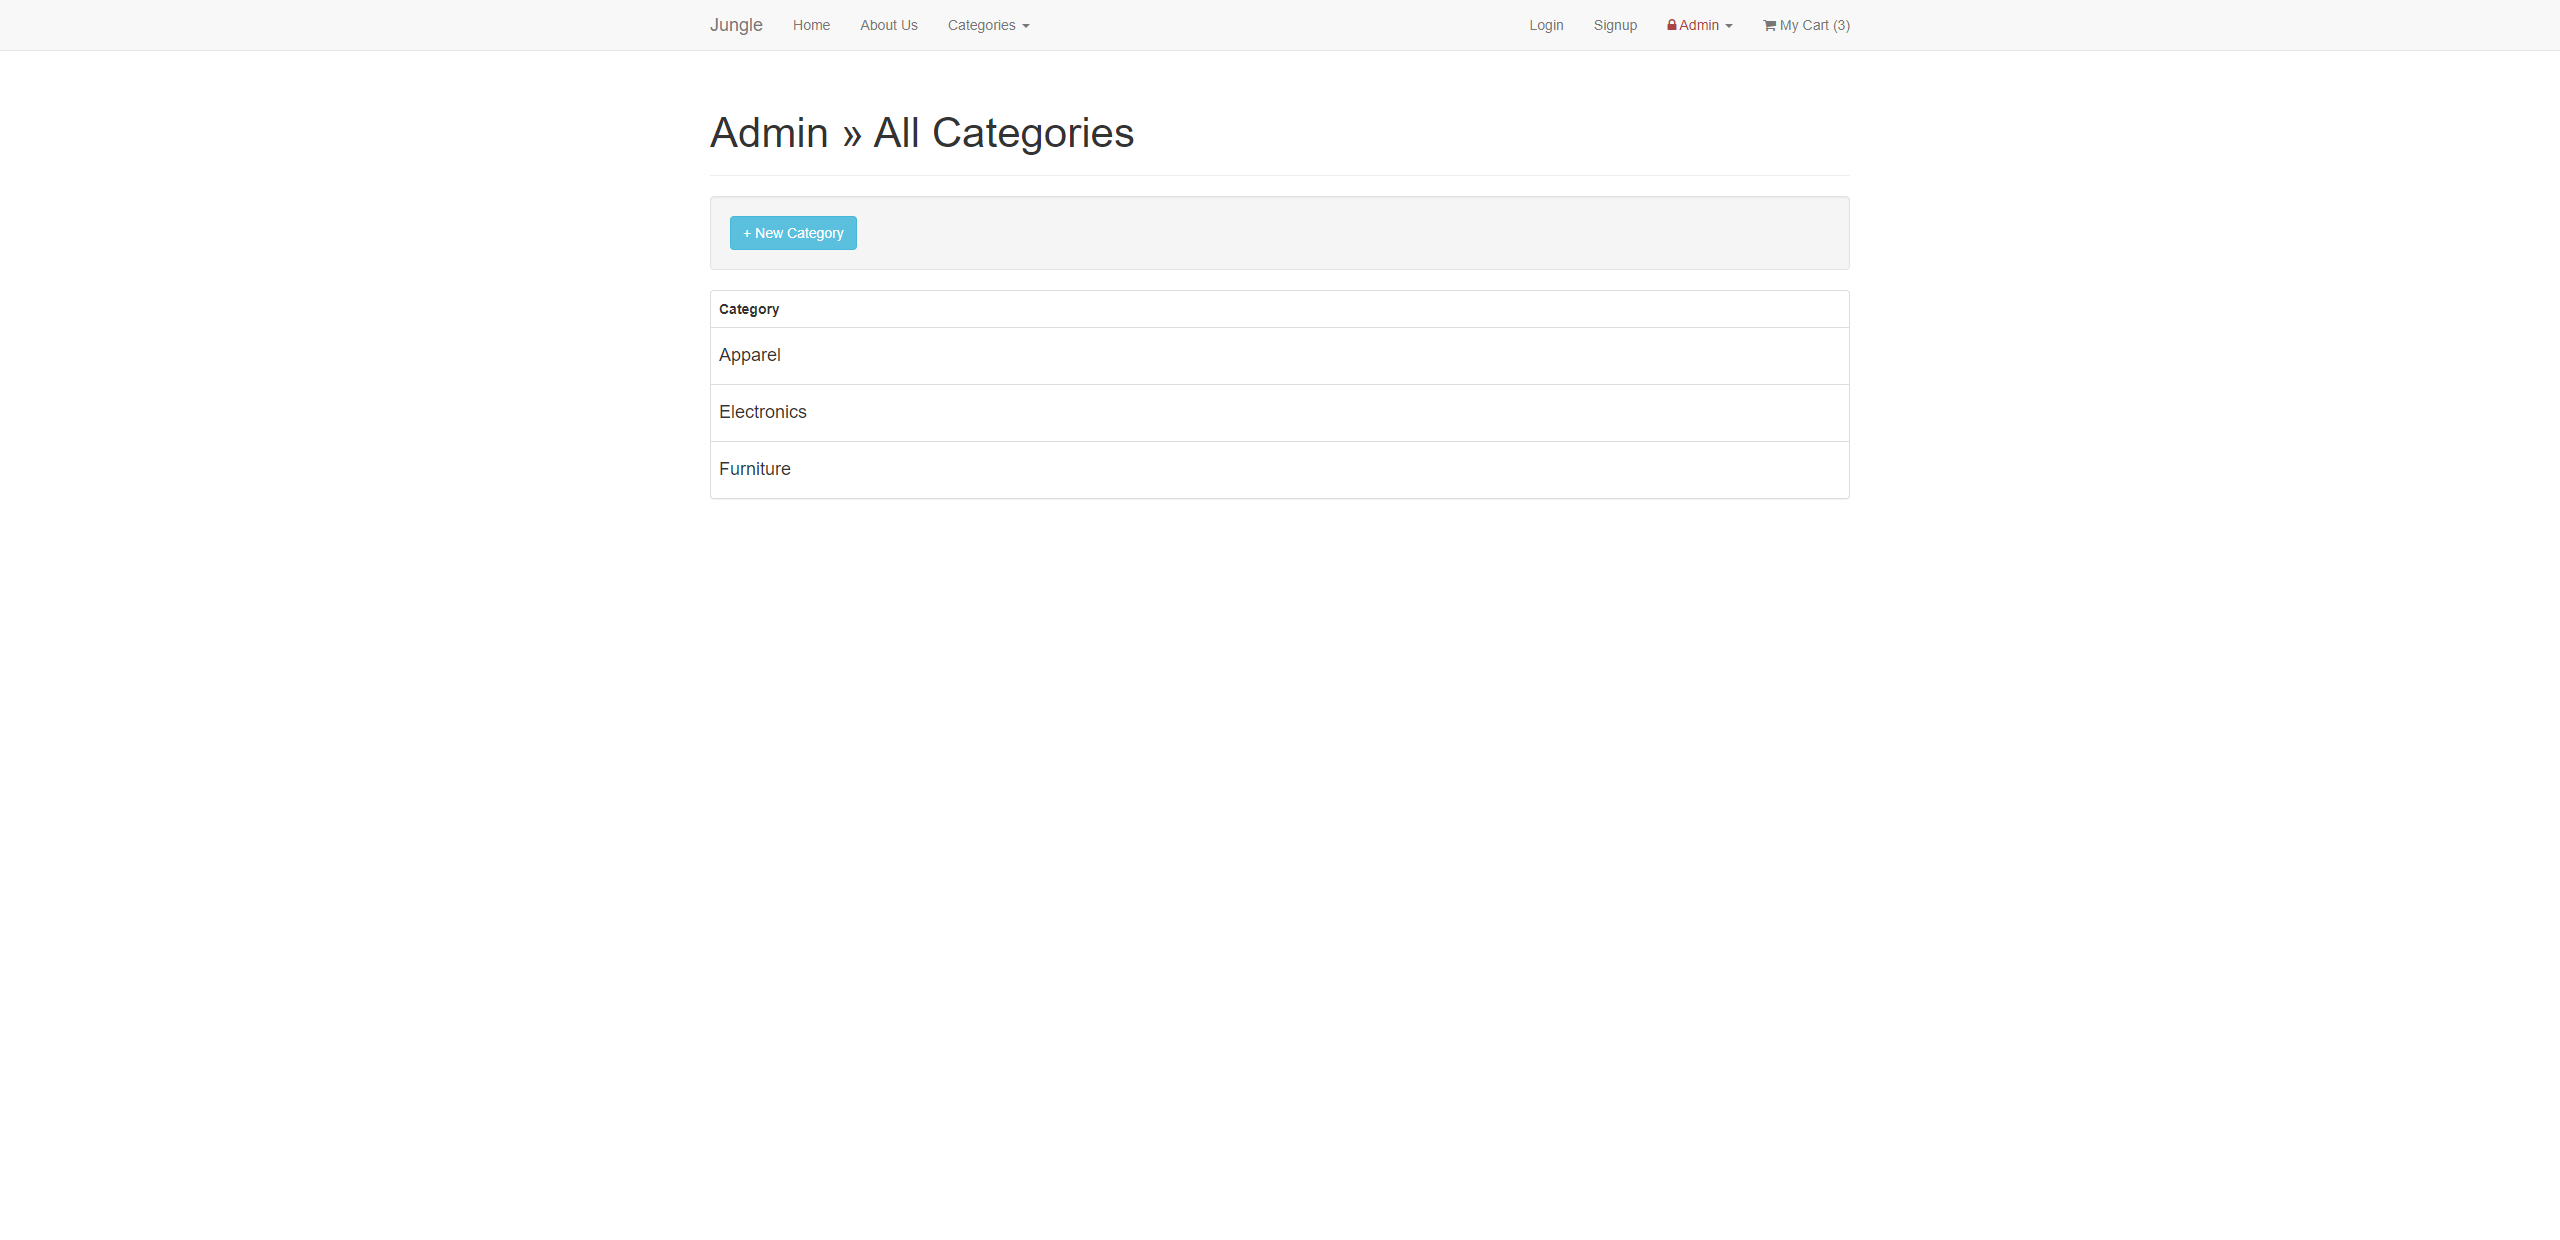 Jungle Home About Us Categories Login Signup Admin My Cart (3)
Admin » All Categories
+ New Category
Category
Apparel
Electronics
Furniture